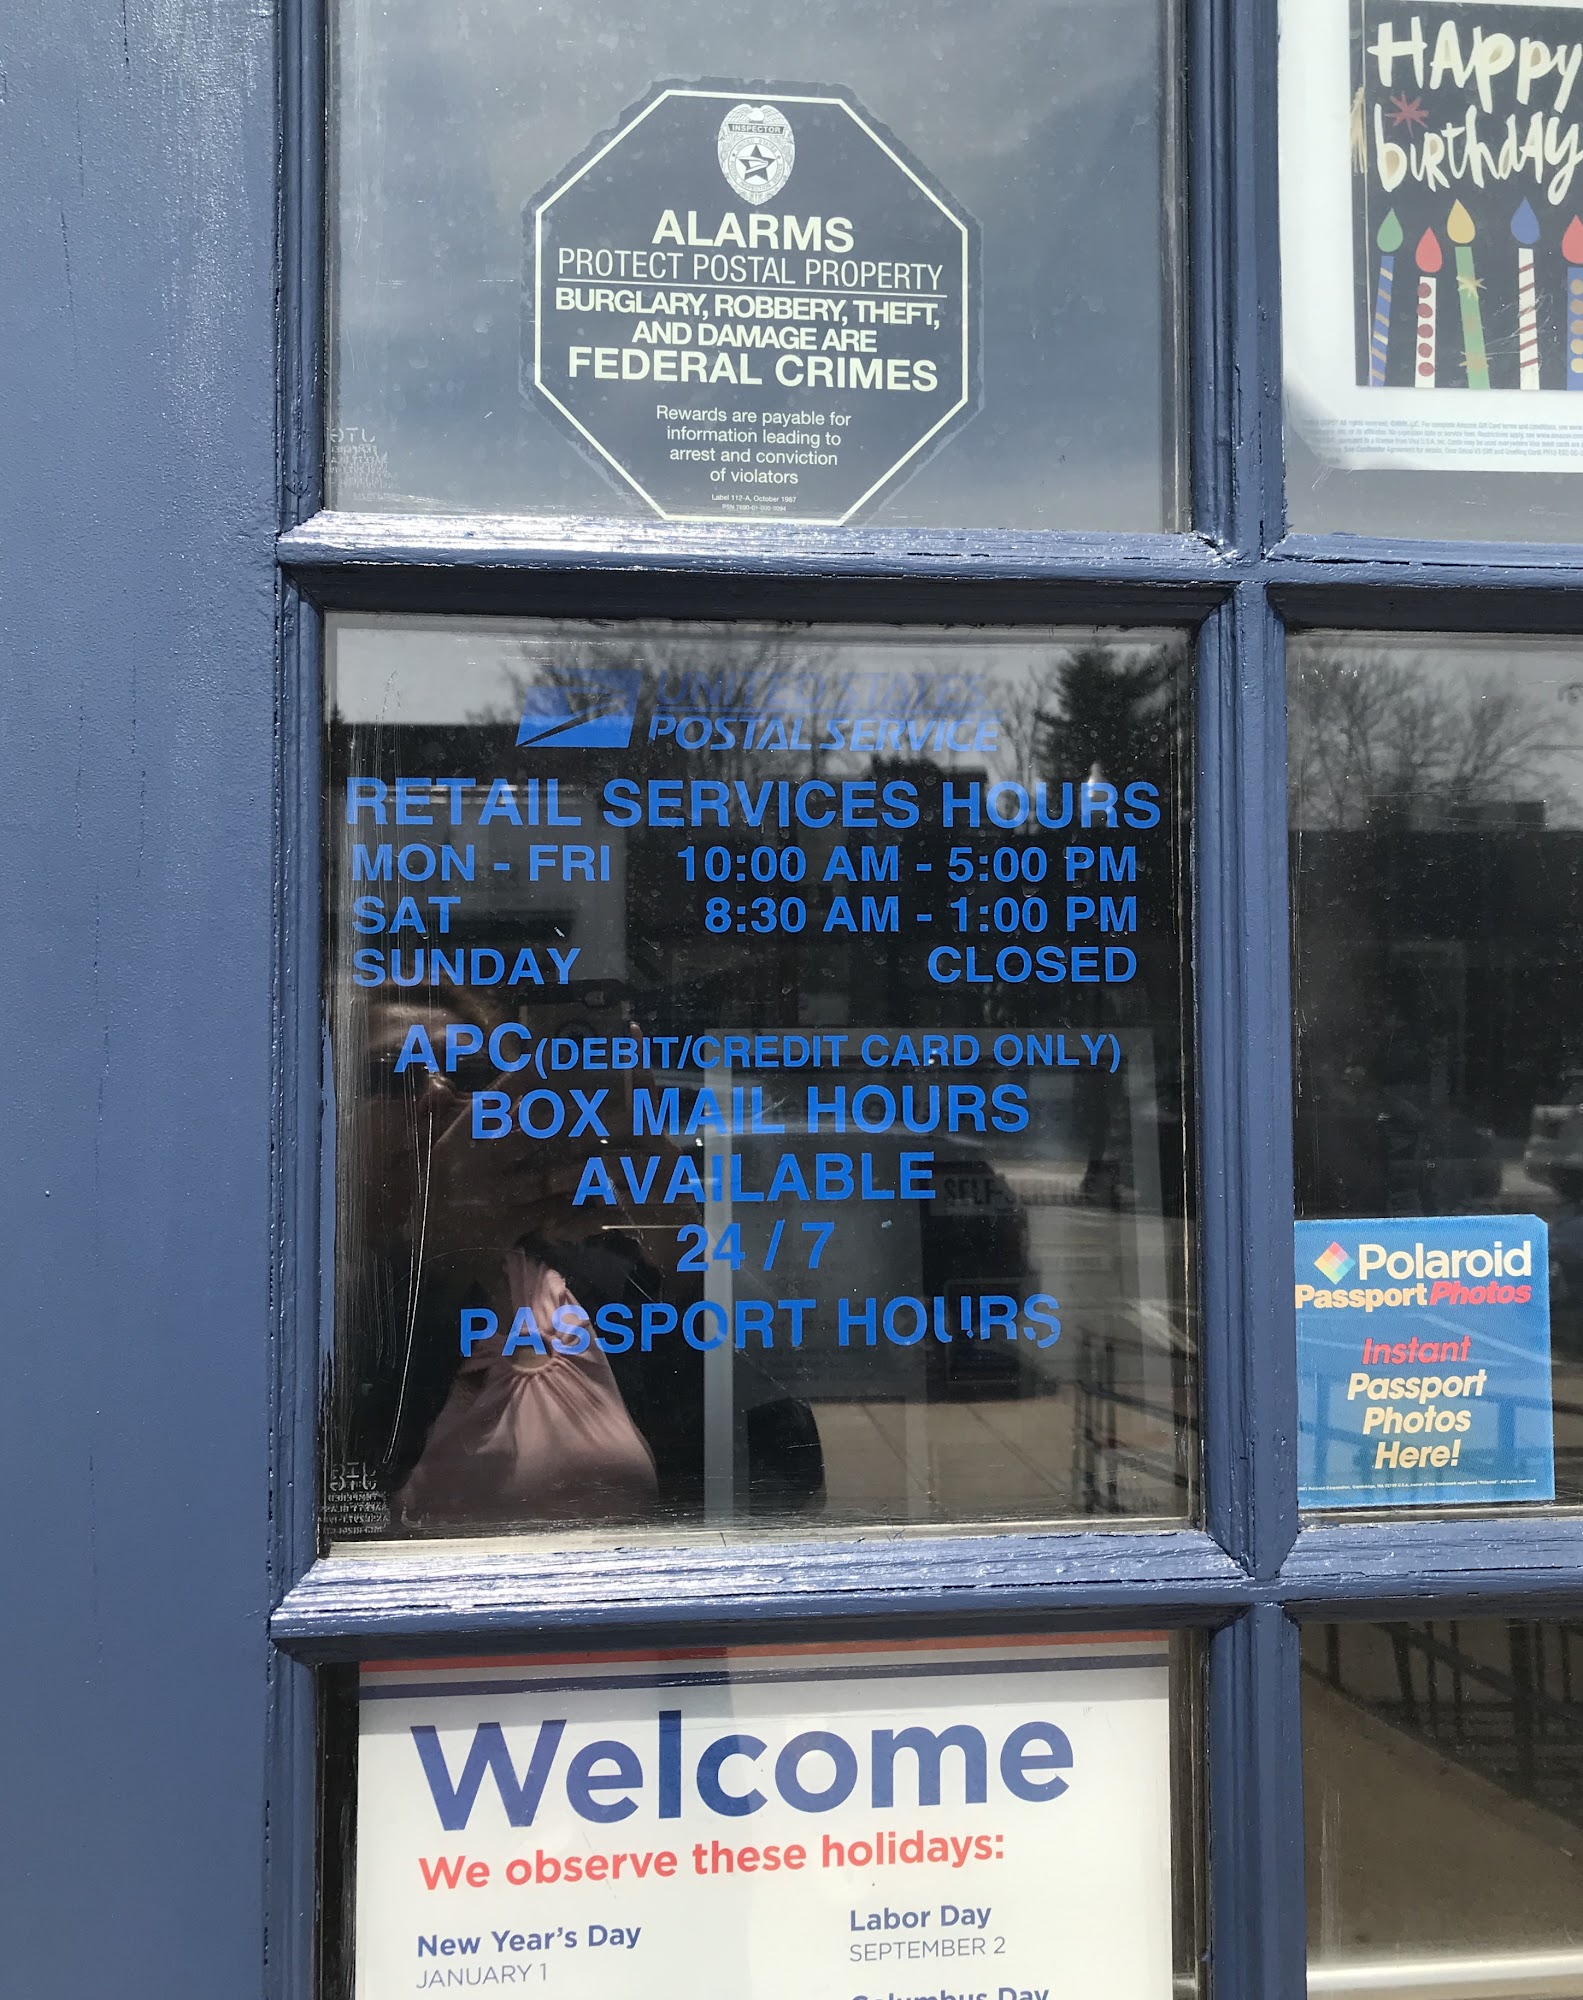 INSPECTOR
ALARMS
PROTECT POSTAL PROPERTY
BURGLARY, ROBBERY, THEFT,
AND DAMAGE ARE
FEDERAL CRIMES
Rewards are payable for
information leading to
arrest and conviction
of violators
Label 112-A, October 1987
HAppy
birthdAy
UNITED STATES
POSTAL SERVICE
RETAIL SERVICES HOURS
MON - FRI 10:00 AM - 5:00 PM
SAT 8:30 AM - 1:00 PM
SUNDAY CLOSED
APC(DEBIT/CREDIT CARD ONLY)
BOX MAIL HOURS
AVAILABLE
24 / 7
PASSPORT HOURS
SELF-SERVICE
Polaroid
Passport Photos
Instant
Passport
Photos
Here!
Welcome
We observe these holidays:
New Year's Day
JANUARY 1
Labor Day
SEPTEMBER 2
Columbus Day